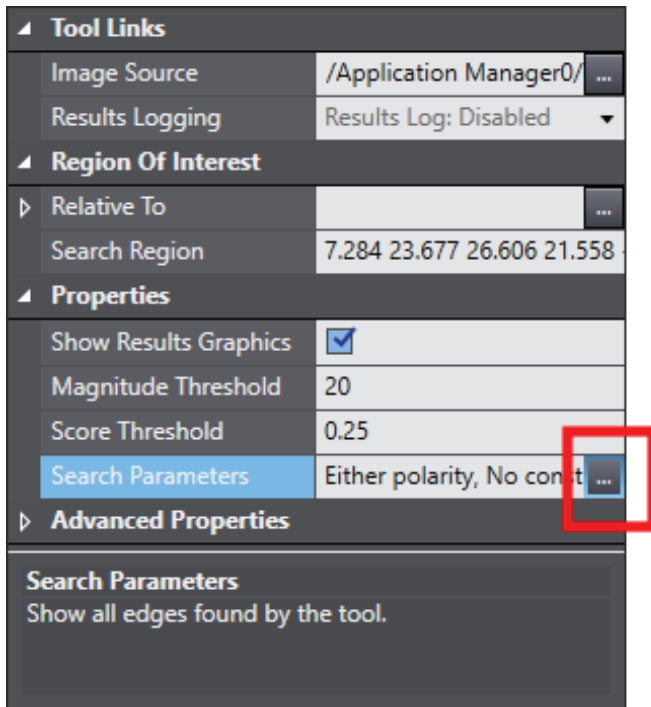 Tool Links
Image Source /Application Manager0/ ...
Results Logging Results Log: Disabled
Region Of Interest
Relative To ...
Search Region 7.284 23.677 26.606 21.558 -
Properties
Show Results Graphics
Magnitude Threshold 20
Score Threshold 0.25
Search Parameters Either polarity, No const ...
Advanced Properties
Search Parameters
Show all edges found by the tool.